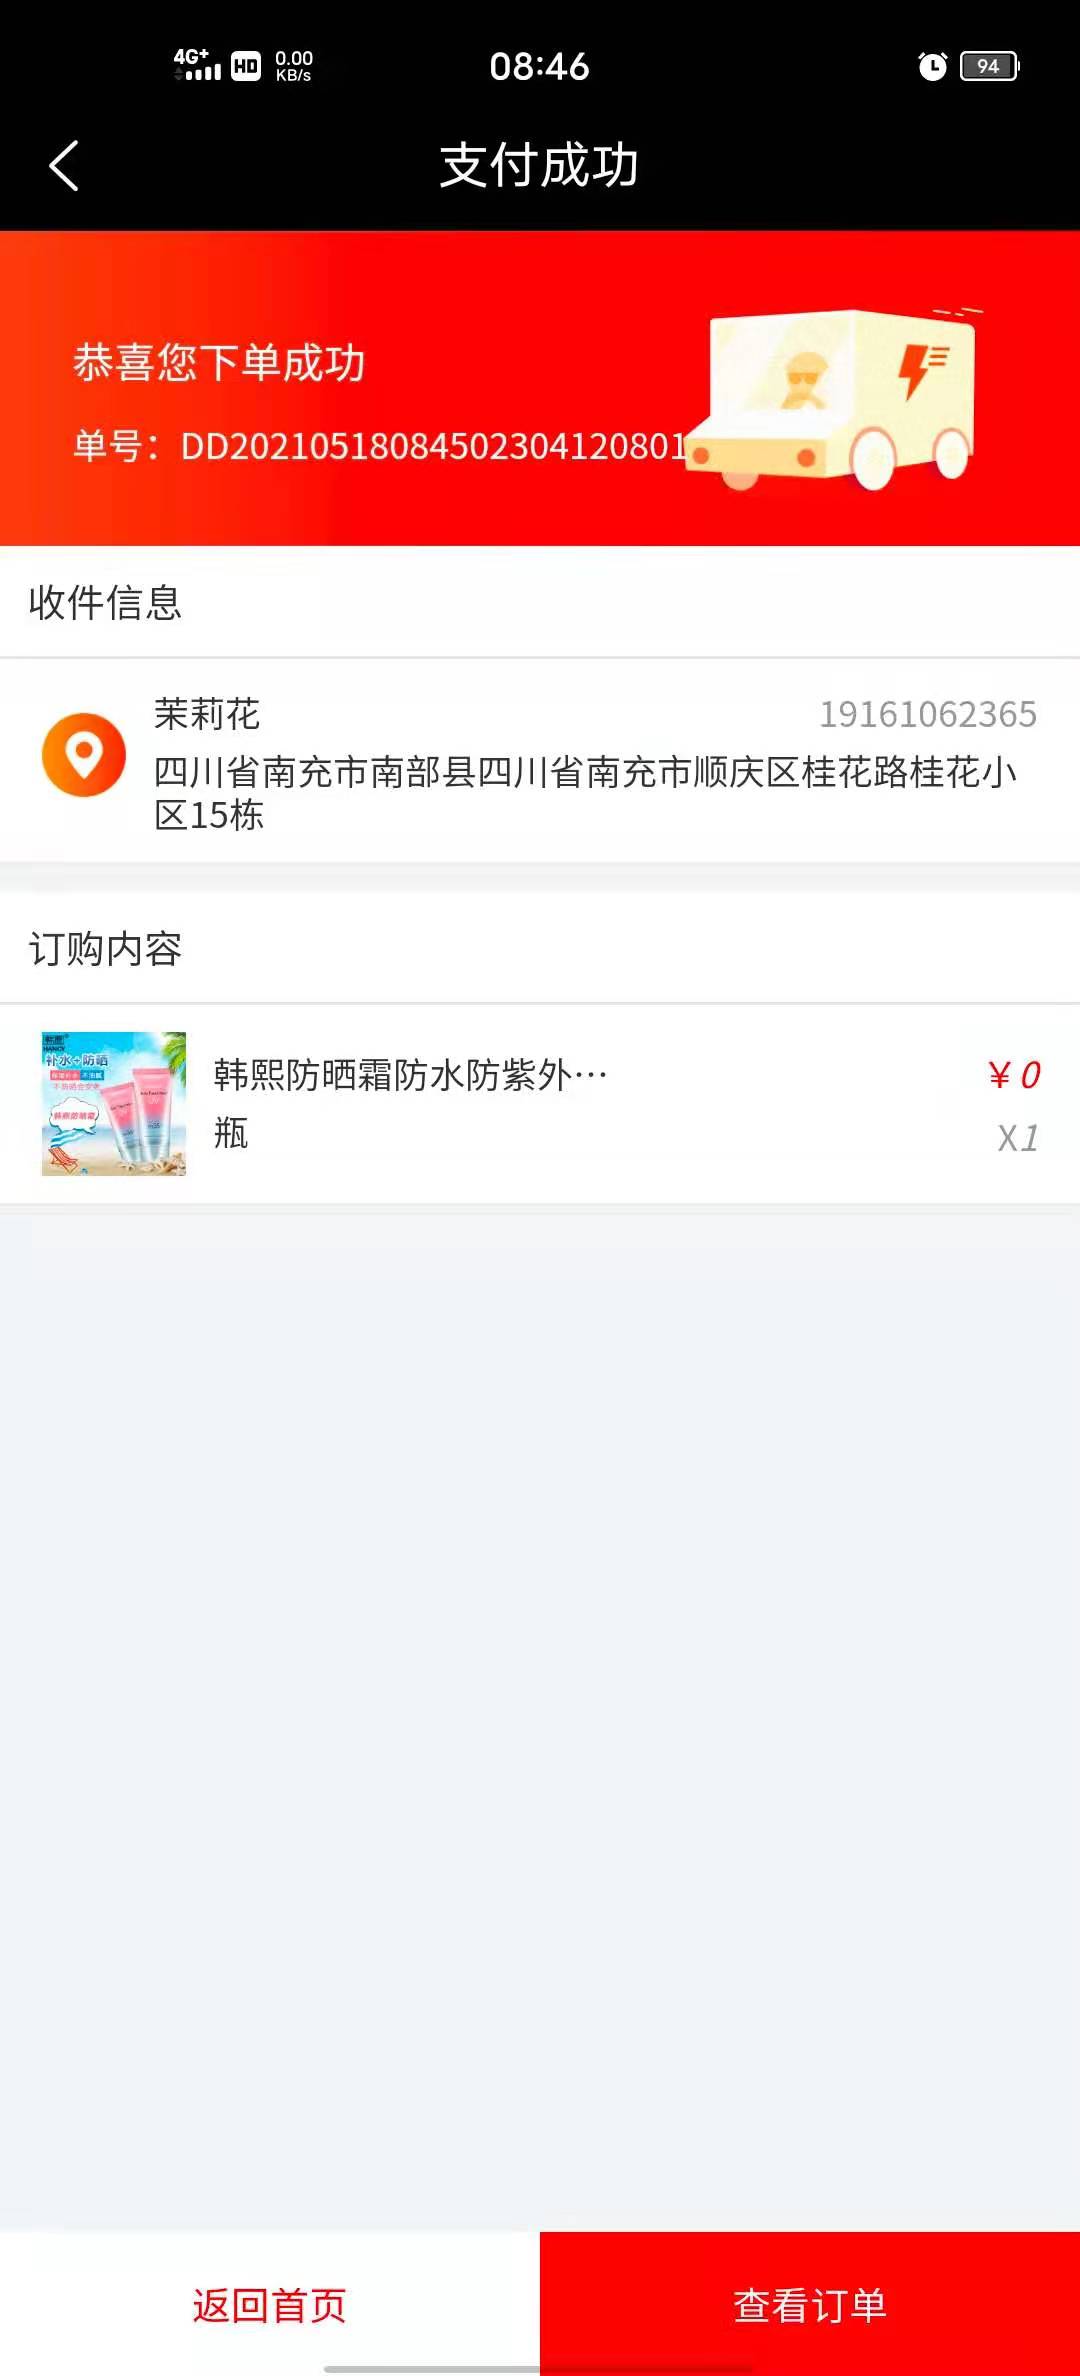 4G+ HD 0.00 KB/s 08:46 94
支付成功
恭喜您下单成功
单号：DD20210518084502304120801
收件信息
茉莉花 19161062365
四川省南充市南部县四川省南充市顺庆区桂花路桂花小
区15栋
订购内容
韩熙防晒霜防水防紫外… ¥0
瓶 X1
HANCY
补水+防晒
韩熙防晒霜
返回首页 查看订单